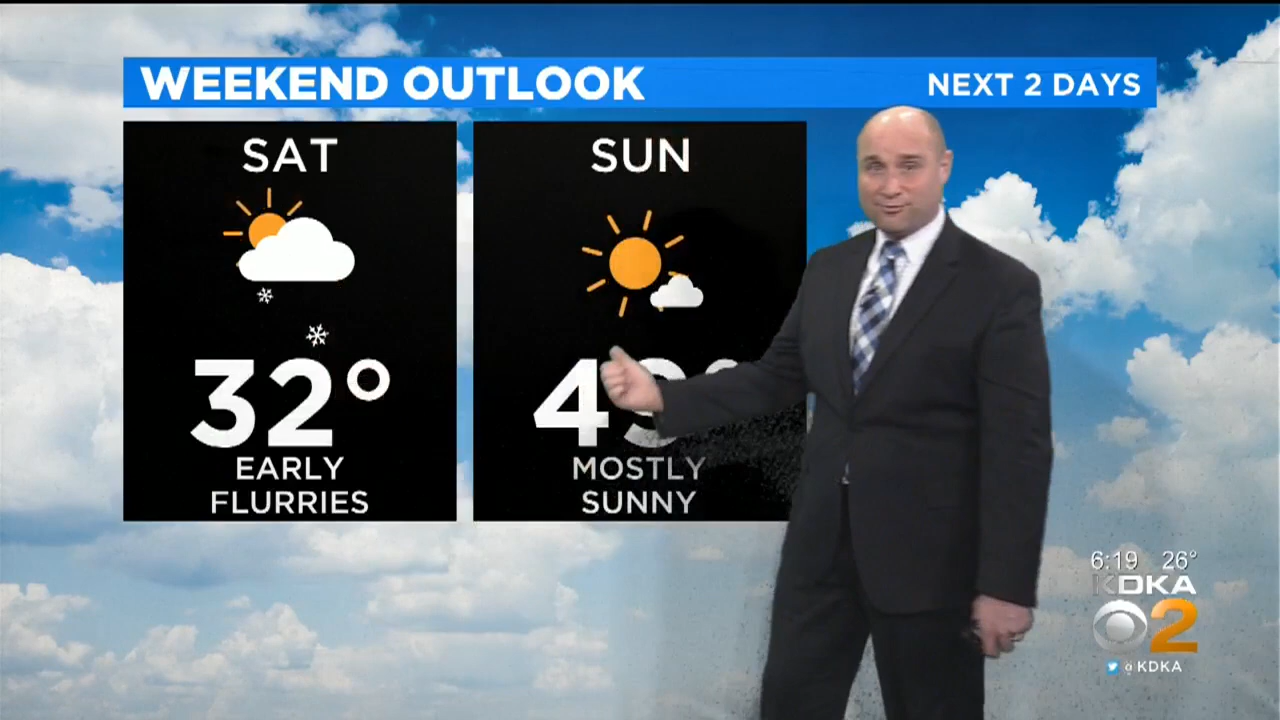 WEEKEND OUTLOOK
NEXT 2 DAYS
SAT
32°
EARLY
FLURRIES
SUN
MOSTLY
SUNNY
6:19 26°
KDKA
2
@KDKA